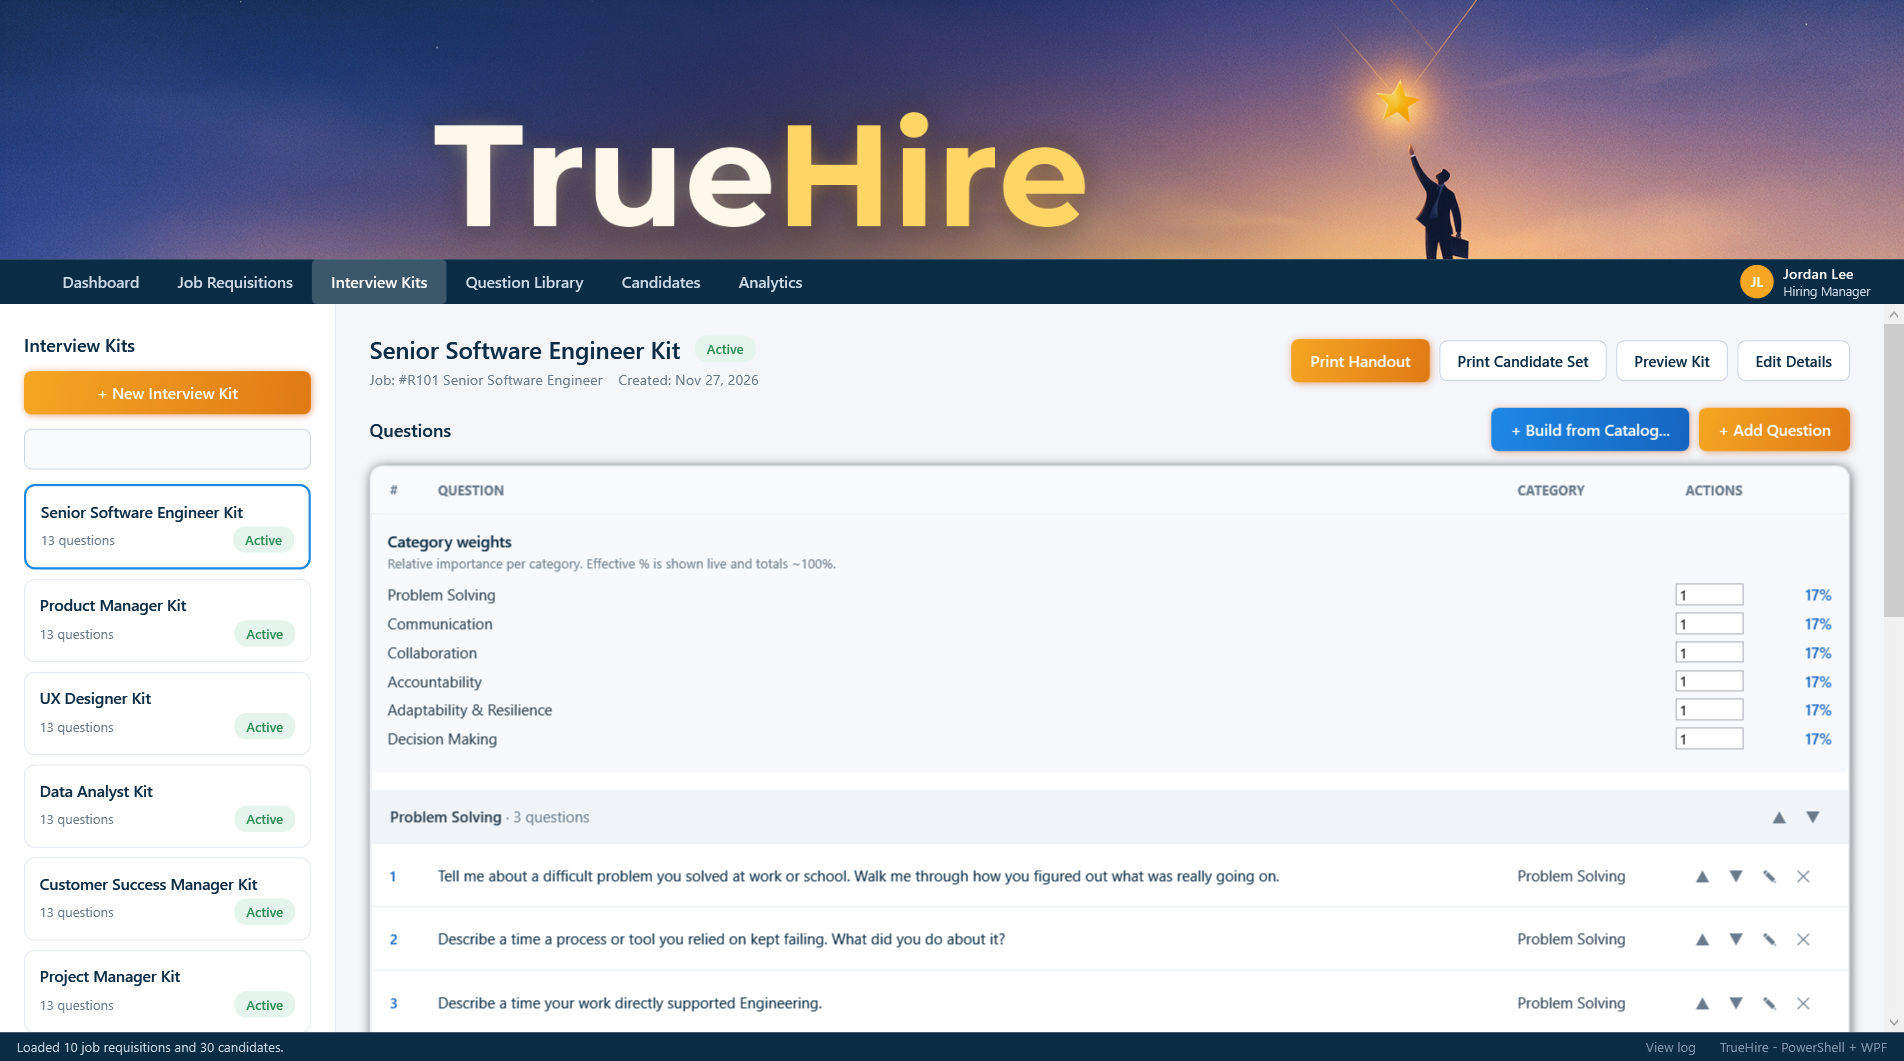 TrueHire
Dashboard
Job Requisitions
Interview Kits
Question Library
Candidates
Analytics
JL
Jordan Lee
Hiring Manager
Interview Kits
+ New Interview Kit
Senior Software Engineer Kit
13 questions
Active
Product Manager Kit
13 questions
Active
UX Designer Kit
13 questions
Active
Data Analyst Kit
13 questions
Active
Customer Success Manager Kit
13 questions
Active
Project Manager Kit
13 questions
Active
Senior Software Engineer Kit
Active
Job: #R101 Senior Software Engineer
Created: Nov 27, 2026
Print Handout
Print Candidate Set
Preview Kit
Edit Details
Questions
+ Build from Catalog...
+ Add Question
# QUESTION CATEGORY ACTIONS
Category weights
Relative importance per category. Effective % is shown live and totals ~100%.
Problem Solving 1 17%
Communication 1 17%
Collaboration 1 17%
Accountability 1 17%
Adaptability & Resilience 1 17%
Decision Making 1 17%
Problem Solving · 3 questions
1 Tell me about a difficult problem you solved at work or school. Walk me through how you figured out what was really going on. Problem Solving
2 Describe a time a process or tool you relied on kept failing. What did you do about it? Problem Solving
3 Describe a time your work directly supported Engineering. Problem Solving
Loaded 10 job requisitions and 30 candidates.
View log
TrueHire - PowerShell + WPF